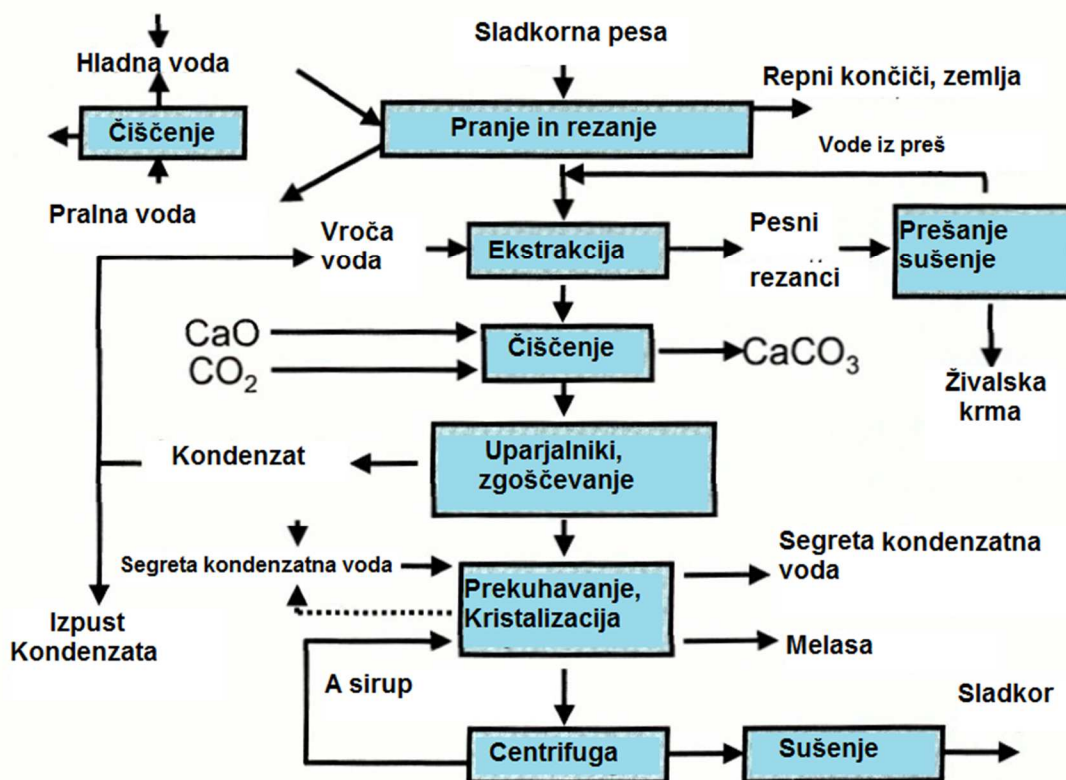 Sladkorna pesa
Hladna voda
Repni končiči, zemlja
Čiščenje
Pranje in rezanje
Vode iz preš
Pralna voda
Vroča
voda
Ekstrakcija
Pesni
rezanci
Prešanje
sušenje
CaO
CO₂
Čiščenje
CaCO₃
Živalska
krma
Kondenzat
Uparjalniki,
zgoščevanje
Segreta kondenzatna voda
Prekuhavanje,
Kristalizacija
Segreta kondenzatna
voda
Izpust
Kondenzata
Melasa
A sirup
Sladkor
Centrifuga
Sušenje